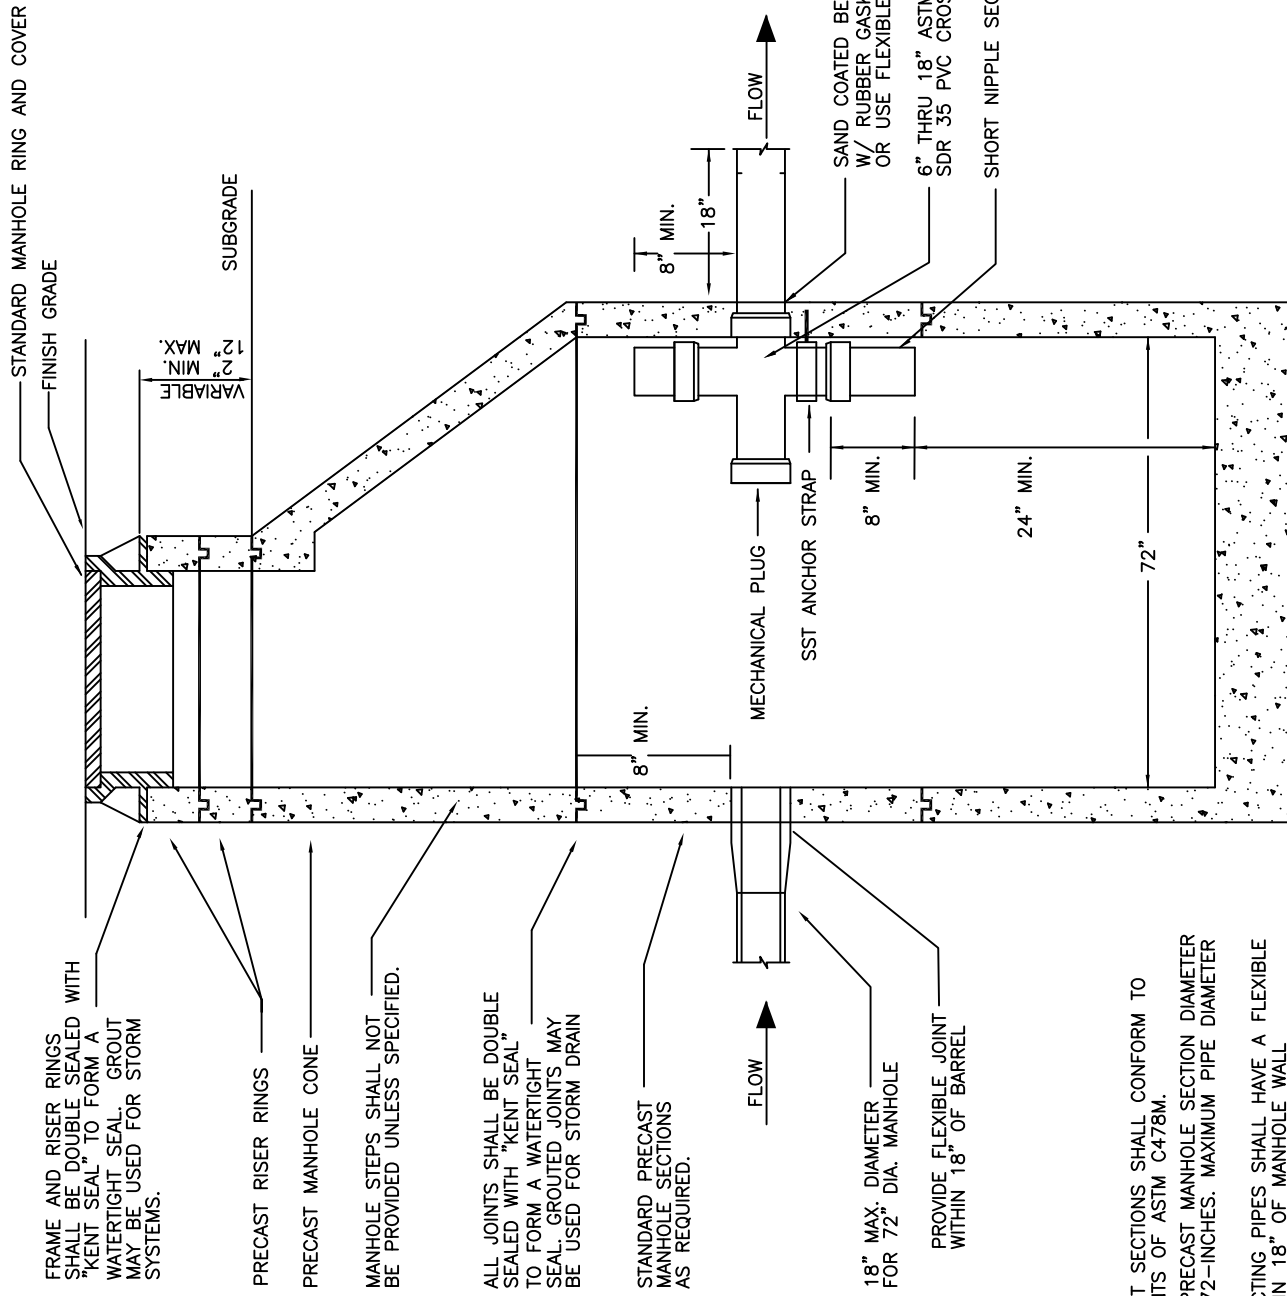 STANDARD MANHOLE RING AND COVER
FINISH GRADE
VARIABLE
2" MIN.
12" MAX.
SUBGRADE
FRAME AND RISER RINGS
SHALL BE DOUBLE SEALED WITH
"KENT SEAL" TO FORM A
WATERTIGHT SEAL. GROUT
MAY BE USED FOR STORM
SYSTEMS.
PRECAST RISER RINGS
PRECAST MANHOLE CONE
MANHOLE STEPS SHALL NOT
BE PROVIDED UNLESS SPECIFIED.
ALL JOINTS SHALL BE DOUBLE
SEALED WITH "KENT SEAL"
TO FORM A WATERTIGHT
SEAL. GROUTED JOINTS MAY
BE USED FOR STORM DRAIN
STANDARD PRECAST
MANHOLE SECTIONS
AS REQUIRED.
FLOW
18" MAX. DIAMETER
FOR 72" DIA. MANHOLE
PROVIDE FLEXIBLE JOINT
WITHIN 18" OF BARREL
8" MIN.
MECHANICAL PLUG
SST ANCHOR STRAP
8" MIN.
24" MIN.
72"
8" MIN.
18"
FLOW
SAND COATED BE
W/ RUBBER GASK
OR USE FLEXIBLE
6" THRU 18" ASTM
SDR 35 PVC CROS
SHORT NIPPLE SEC
T SECTIONS SHALL CONFORM TO
TS OF ASTM C478M.
PRECAST MANHOLE SECTION DIAMETER
72-INCHES. MAXIMUM PIPE DIAMETER
CTING PIPES SHALL HAVE A FLEXIBLE
IN 18" OF MANHOLE WALL